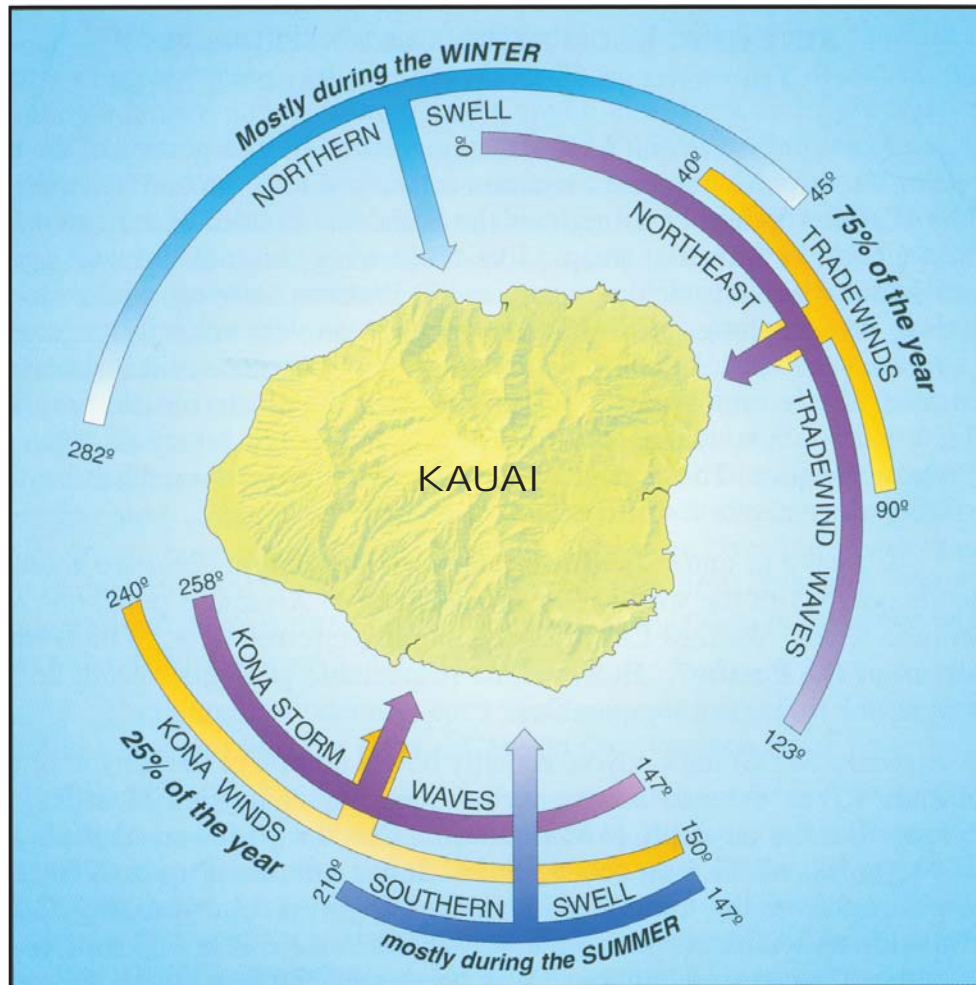 Mostly during the WINTER
NORTHERN SWELL
0º
40º
45º
282º
NORTHEAST TRADEWIND WAVES
TRADEWINDS
75% of the year
90º
123º
KAUAI
240º
258º
KONA STORM WAVES
147º
KONA WINDS
25% of the year
150º
210º
SOUTHERN SWELL
147º
mostly during the SUMMER